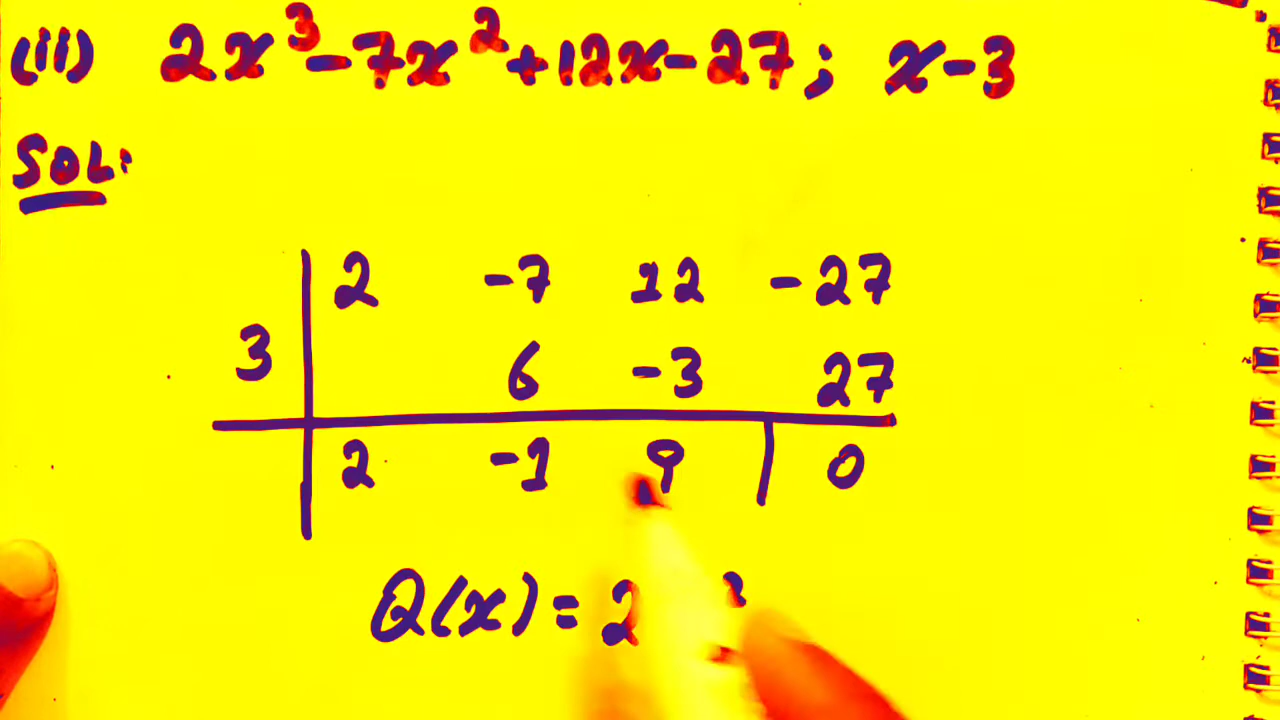 (ii) 2x³-7x²+12x-27; x-3
SOL:
2 -7 12 -27
3
6 -3 27
2 -1 9 0
Q(x)=2